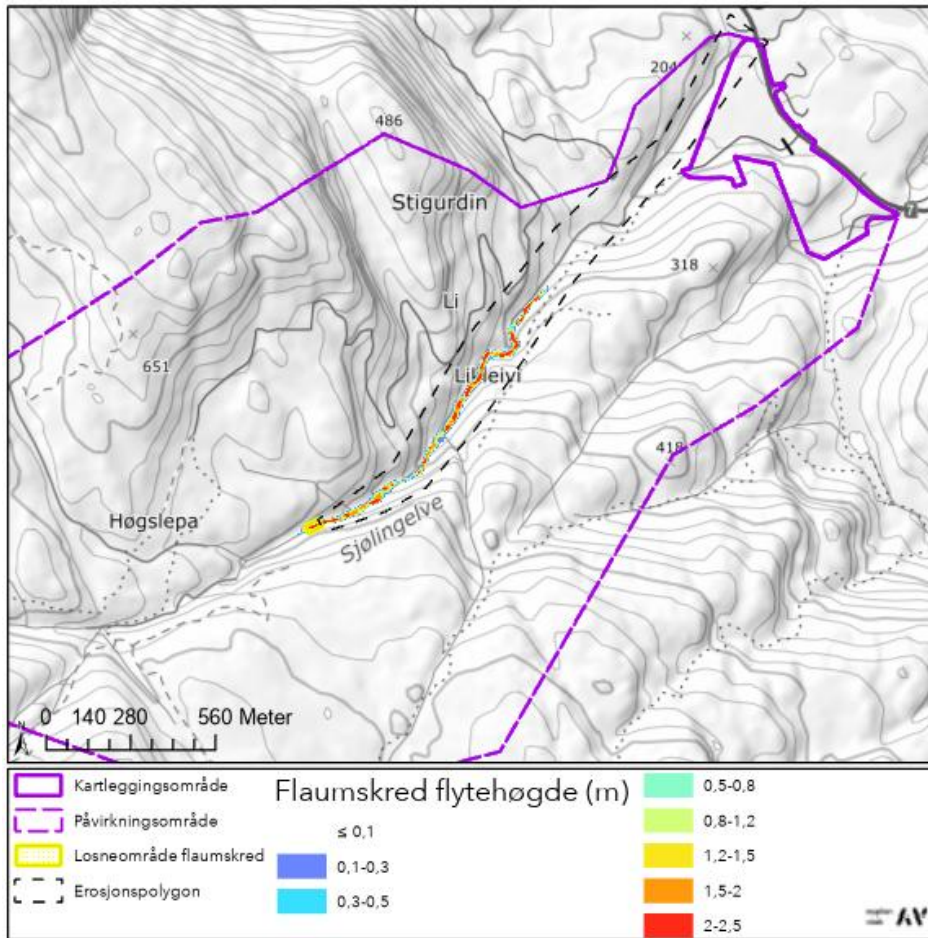 204
486
Stigurdin
318
Li
651
418
Høgslepa
Sjølingelve
7
0 140 280 560 Meter
N
Kartleggingsområde
Påvirkningsområde
Losneområde flaumskred
Erosjonspolygon
Flaumskred flytehøgde (m)
≤ 0,1
0,1-0,3
0,3-0,5
0,5-0,8
0,8-1,2
1,2-1,5
1,5-2
2-2,5